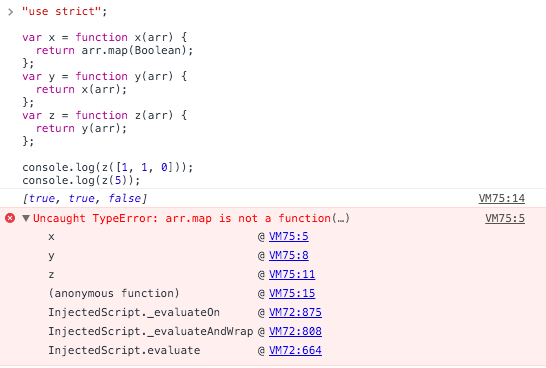 > "use strict";
var x = function x(arr) {
  return arr.map(Boolean);
};
var y = function y(arr) {
  return x(arr);
};
var z = function z(arr) {
  return y(arr);
};
console.log(z([1, 1, 0]));
console.log(z(5));
[true, true, false] VM75:14
Uncaught TypeError: arr.map is not a function(…) VM75:5
x @ VM75:5
y @ VM75:8
z @ VM75:11
(anonymous function) @ VM75:15
InjectedScript._evaluateOn @ VM72:875
InjectedScript._evaluateAndWrap @ VM72:808
InjectedScript.evaluate @ VM72:664